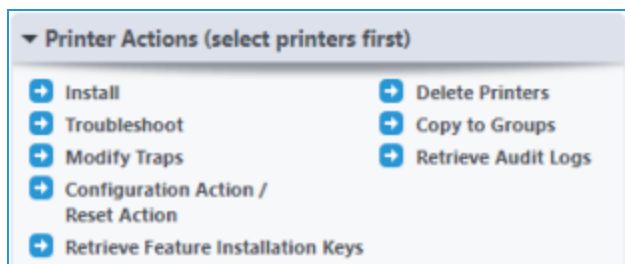 Printer Actions (select printers first)
Install
Troubleshoot
Modify Traps
Configuration Action /
Reset Action
Retrieve Feature Installation Keys
Delete Printers
Copy to Groups
Retrieve Audit Logs